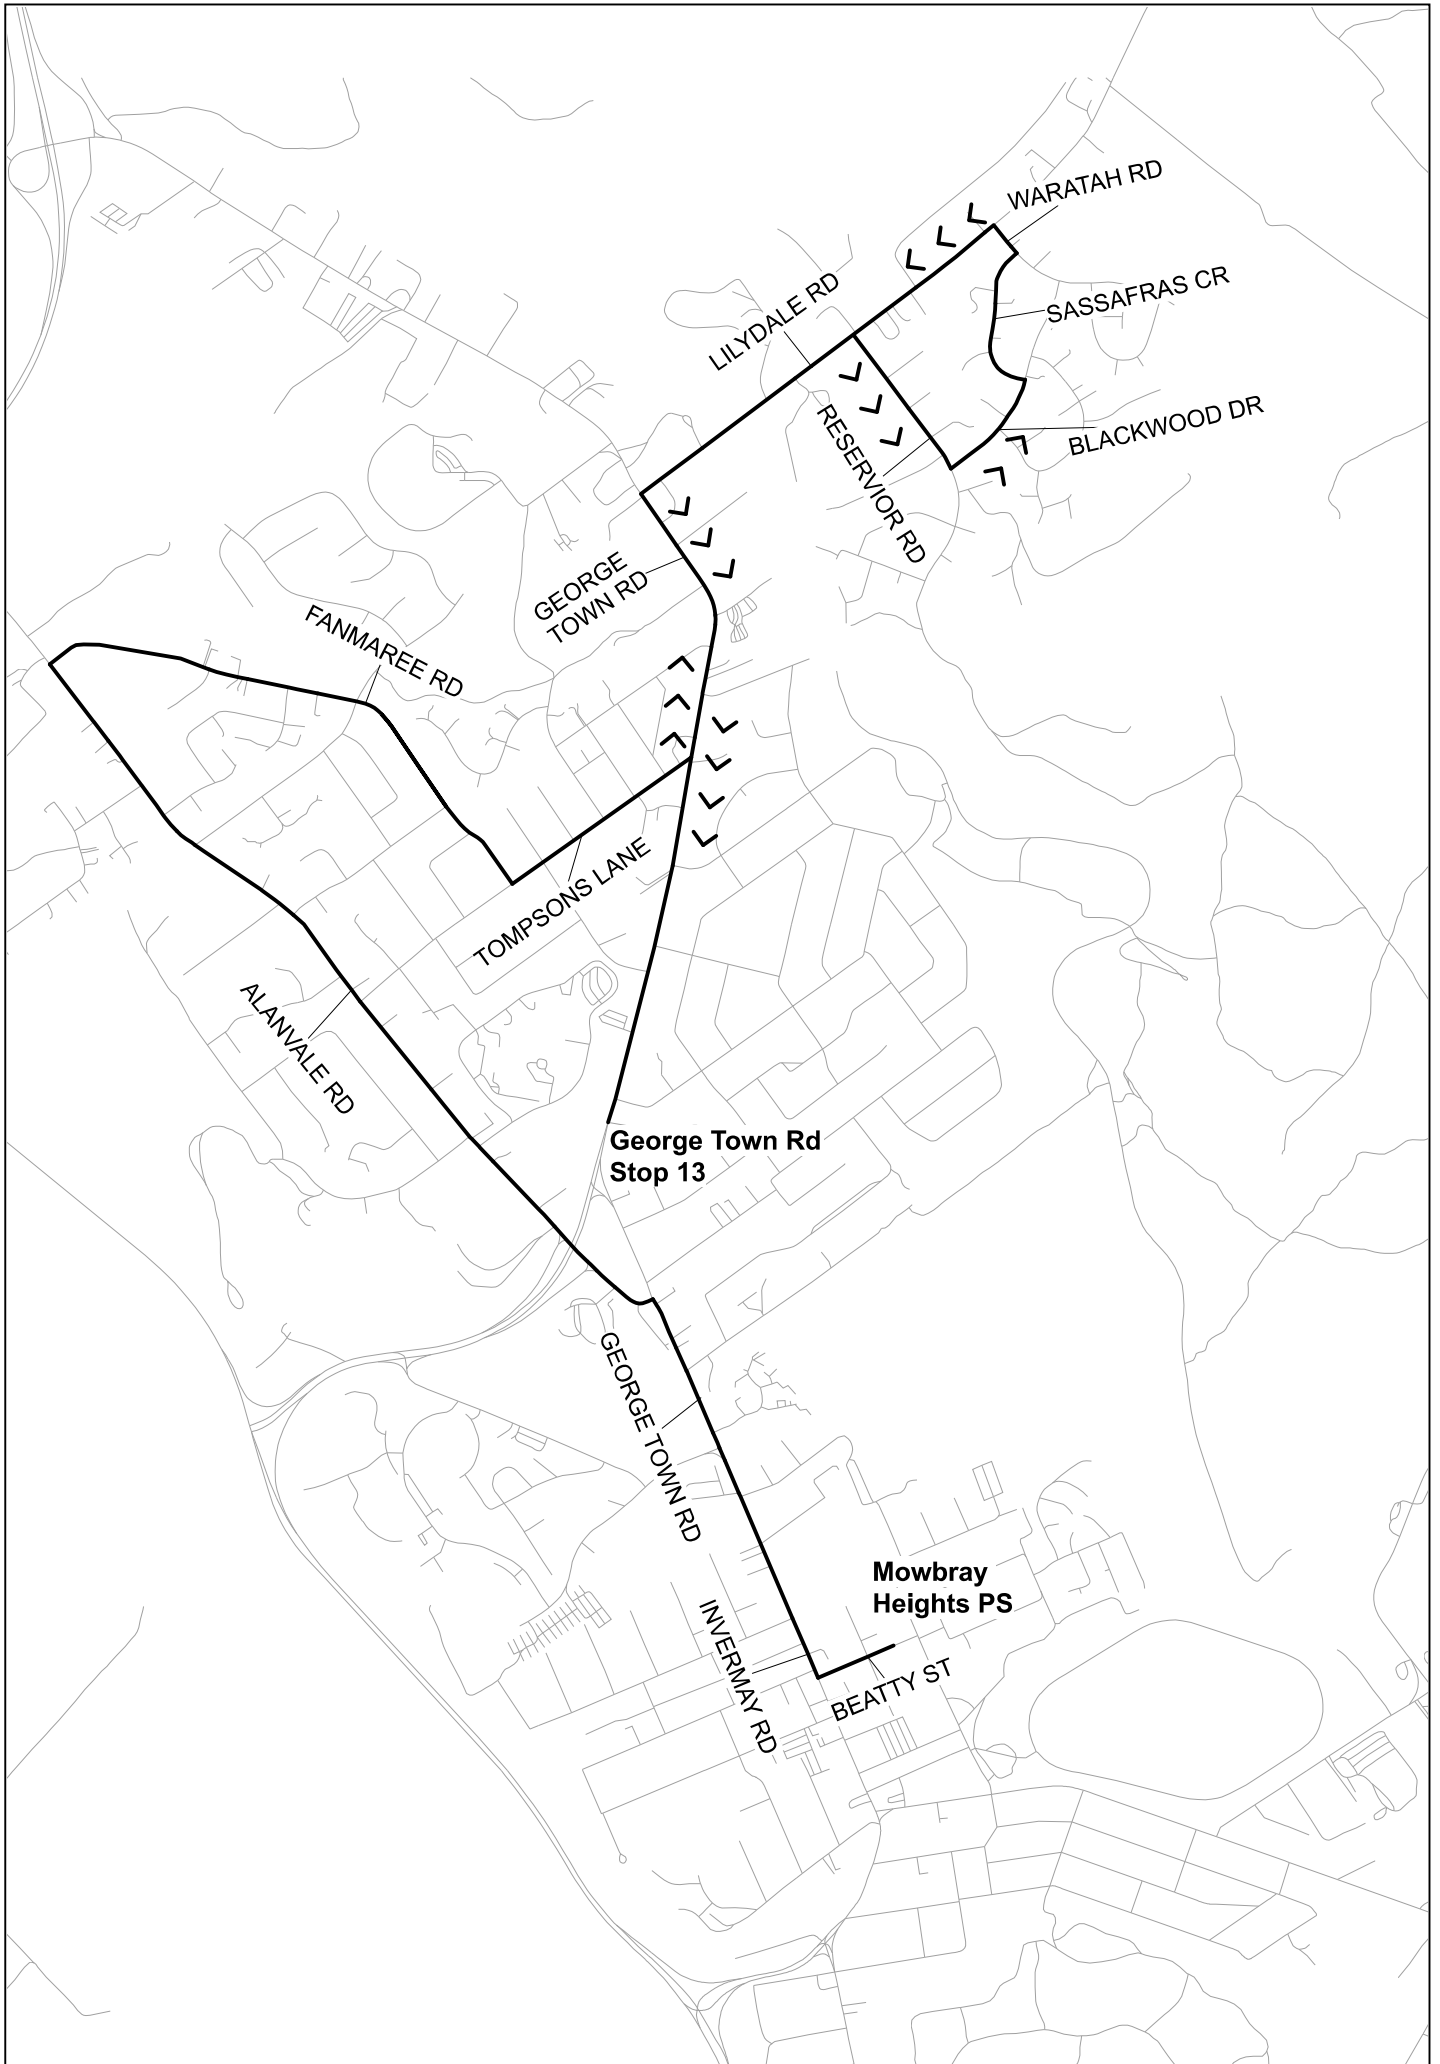 WARATAH RD
SASSAFRAS CR
LILYDALE RD
BLACKWOOD DR
RESERVIOR RD
GEORGE
TOWN RD
FANMAREE RD
TOMPSONS LANE
ALANVALE RD
George Town Rd
Stop 13
GEORGE TOWN RD
Mowbray
Heights PS
INVERMAY RD
BEATTY ST